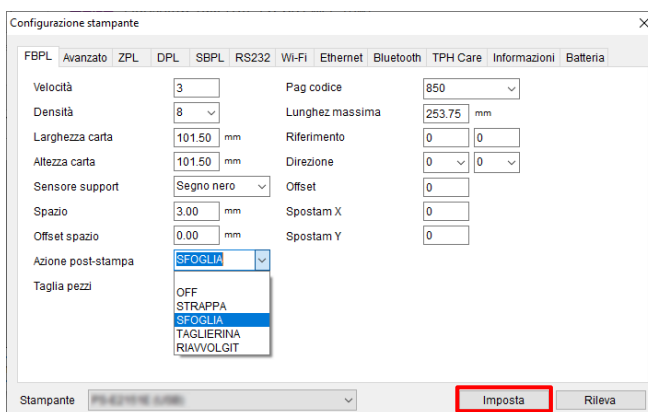 Configurazione stampante
FBPL Avanzato ZPL DPL SBPL RS232 Wi-Fi Ethernet Bluetooth TPH Care Informazioni Batteria
Velocità 3 Pag codice 850
Densità 8 Lunghez massima 253.75 mm
Larghezza carta 101.50 mm Riferimento 0 0
Altezza carta 101.50 mm Direzione 0 0
Sensore support Segno nero Offset 0
Spazio 3.00 mm Spostam X 0
Offset spazio 0.00 mm Spostam Y 0
Azione post-stampa SFOGLIA
Taglia pezzi
OFF
STRAPPA
SFOGLIA
TAGLIERINA
RIAVVOLGIT
Stampante Imposta Rileva